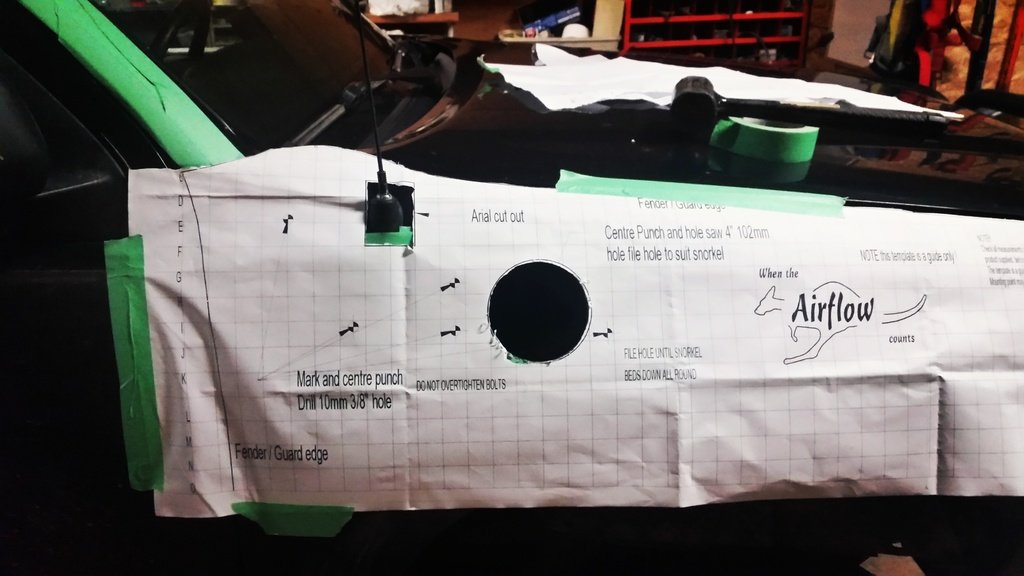 Arial cut out
Fender / Guard edge
Centre Punch and hole saw 4" 102mm
hole file hole to suit snorkel
NOTE this template is a guide only
NOTE!
When the
Airflow
counts
D
E
F
G
H
I
J
K
L
M
N
O
FILE HOLE UNTIL SNORKEL
BEDS DOWN ALL ROUND
Mark and centre punch
Drill 10mm 3/8" hole
DO NOT OVERTIGHTEN BOLTS
Fender / Guard edge